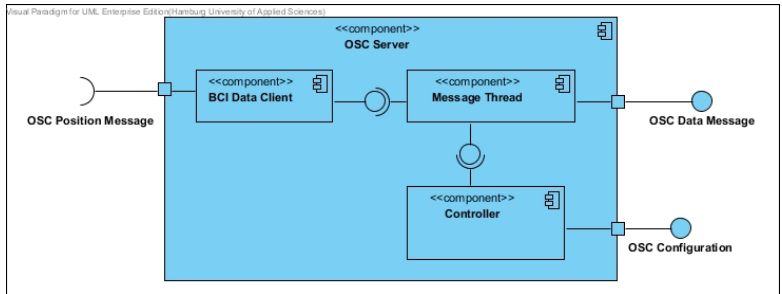 Visual Paradigm for UML Enterprise Edition(Hamburg University of Applied Sciences)
<<component>>
OSC Server
<<component>>
BCI Data Client
<<component>>
Message Thread
OSC Position Message
OSC Data Message
<<component>>
Controller
OSC Configuration